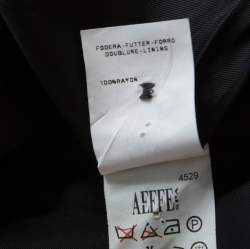 FODERA-FUTTER-FORRO
DOUBLURE-LINING
100%RAYON
4529
AEFFE